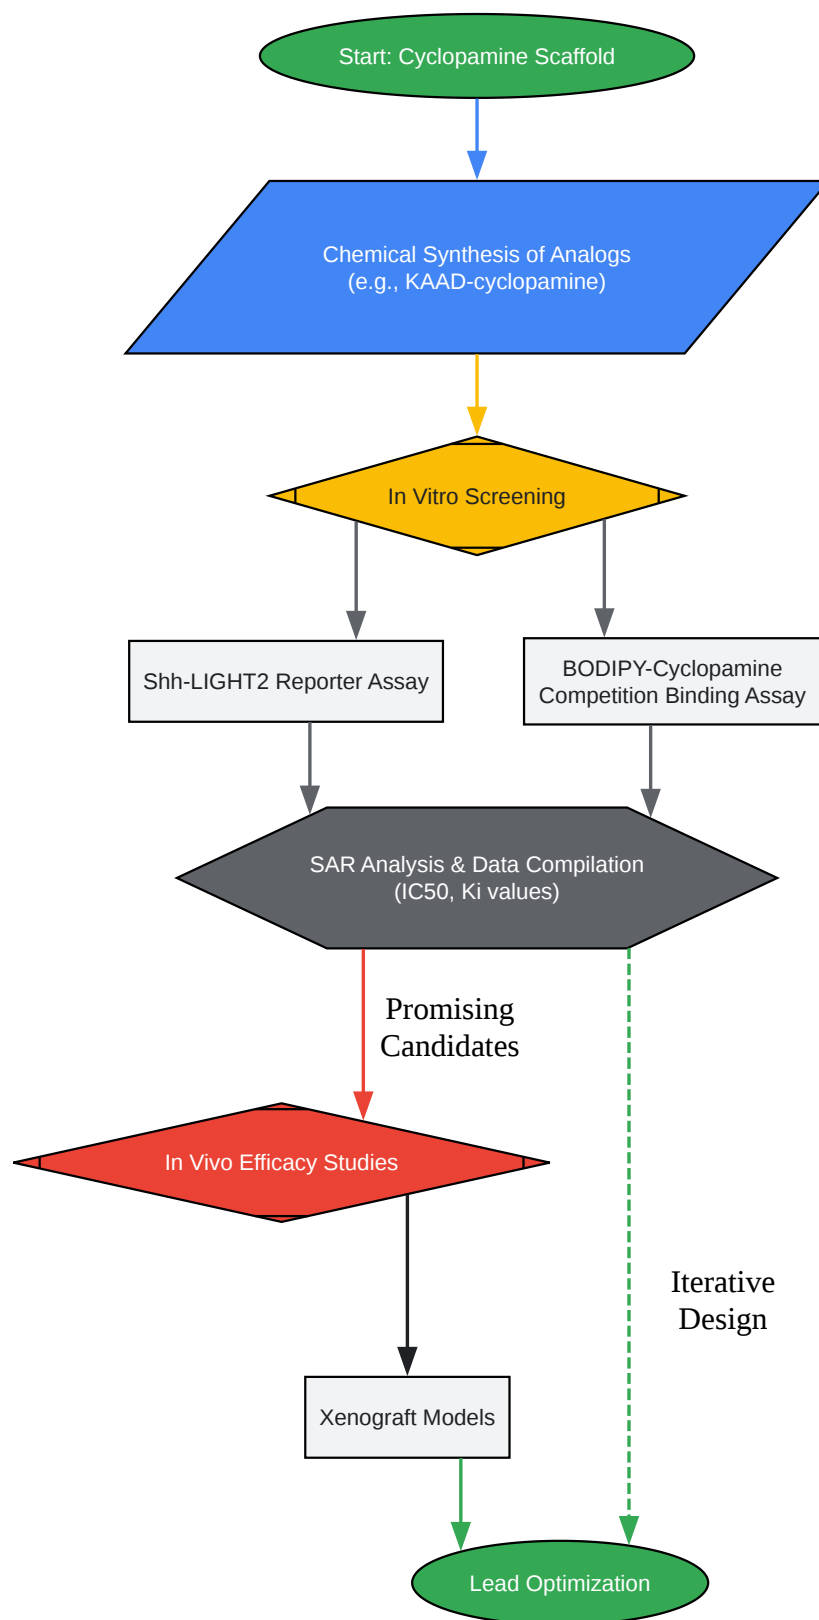 Start: Cyclopamine Scaffold
Chemical Synthesis of Analogs
(e.g., KAAD-cyclopamine)
In Vitro Screening
Shh-LIGHT2 Reporter Assay
BODIPY-Cyclopamine
Competition Binding Assay
SAR Analysis & Data Compilation
(IC50, Ki values)
Promising
Candidates
In Vivo Efficacy Studies
Iterative
Design
Xenograft Models
Lead Optimization